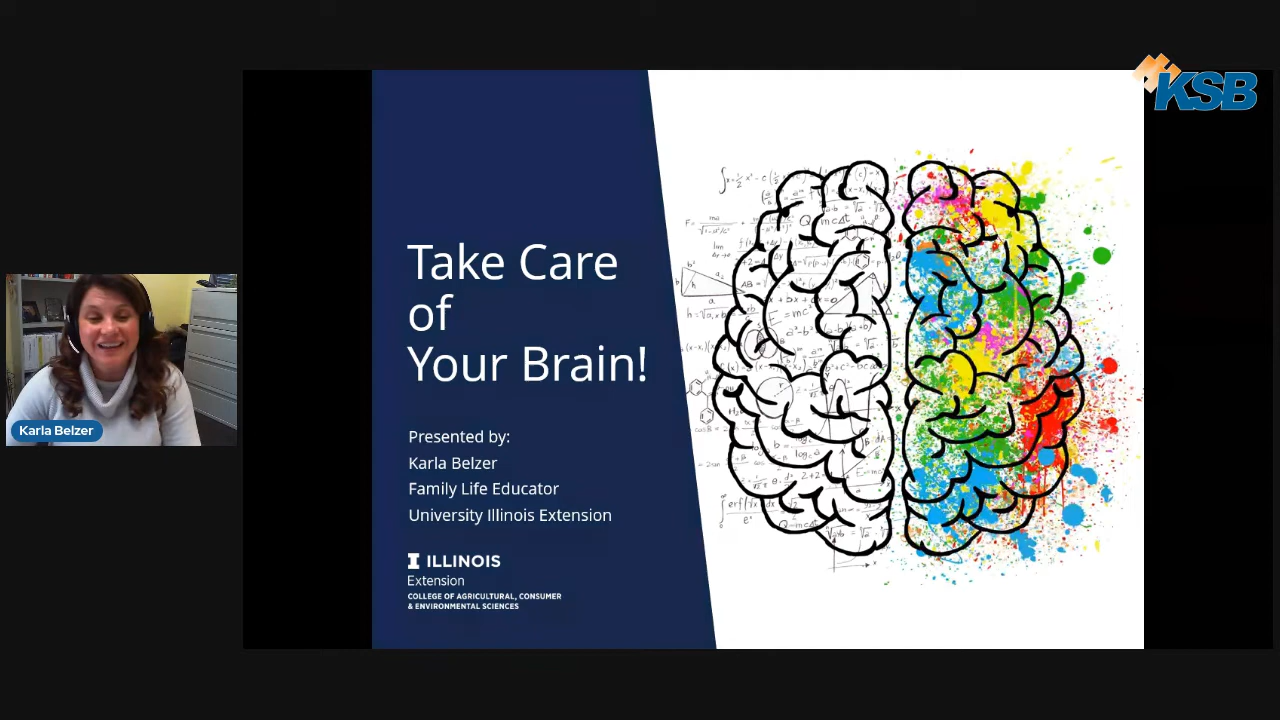 KSB
Take Care
of
Your Brain!
Presented by:
Karla Belzer
Family Life Educator
University Illinois Extension
ILLINOIS
Extension
COLLEGE OF AGRICULTURAL, CONSUMER
& ENVIRONMENTAL SCIENCES
Karla Belzer